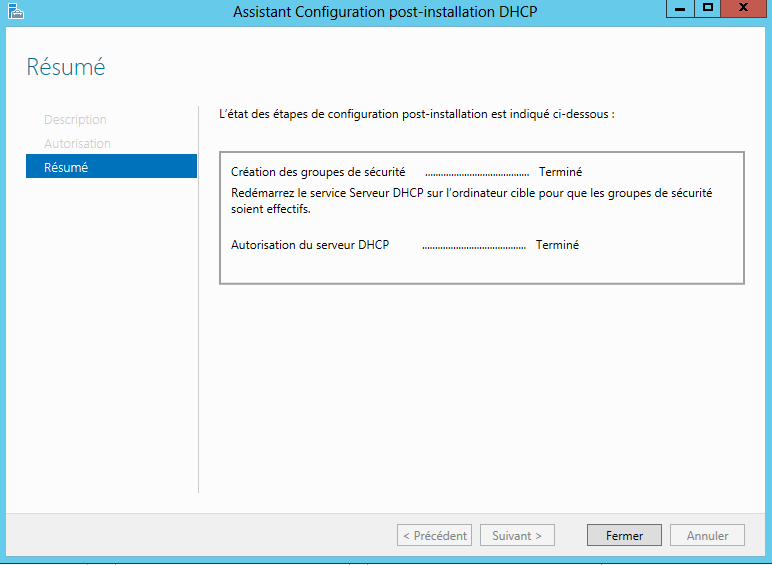 Assistant Configuration post-installation DHCP
Résumé
Description
Autorisation
Résumé
L'état des étapes de configuration post-installation est indiqué ci-dessous :
Création des groupes de sécurité ........................................ Terminé
Redémarrez le service Serveur DHCP sur l'ordinateur cible pour que les groupes de sécurité
soient effectifs.
Autorisation du serveur DHCP ........................................ Terminé
< Précédent
Suivant >
Fermer
Annuler